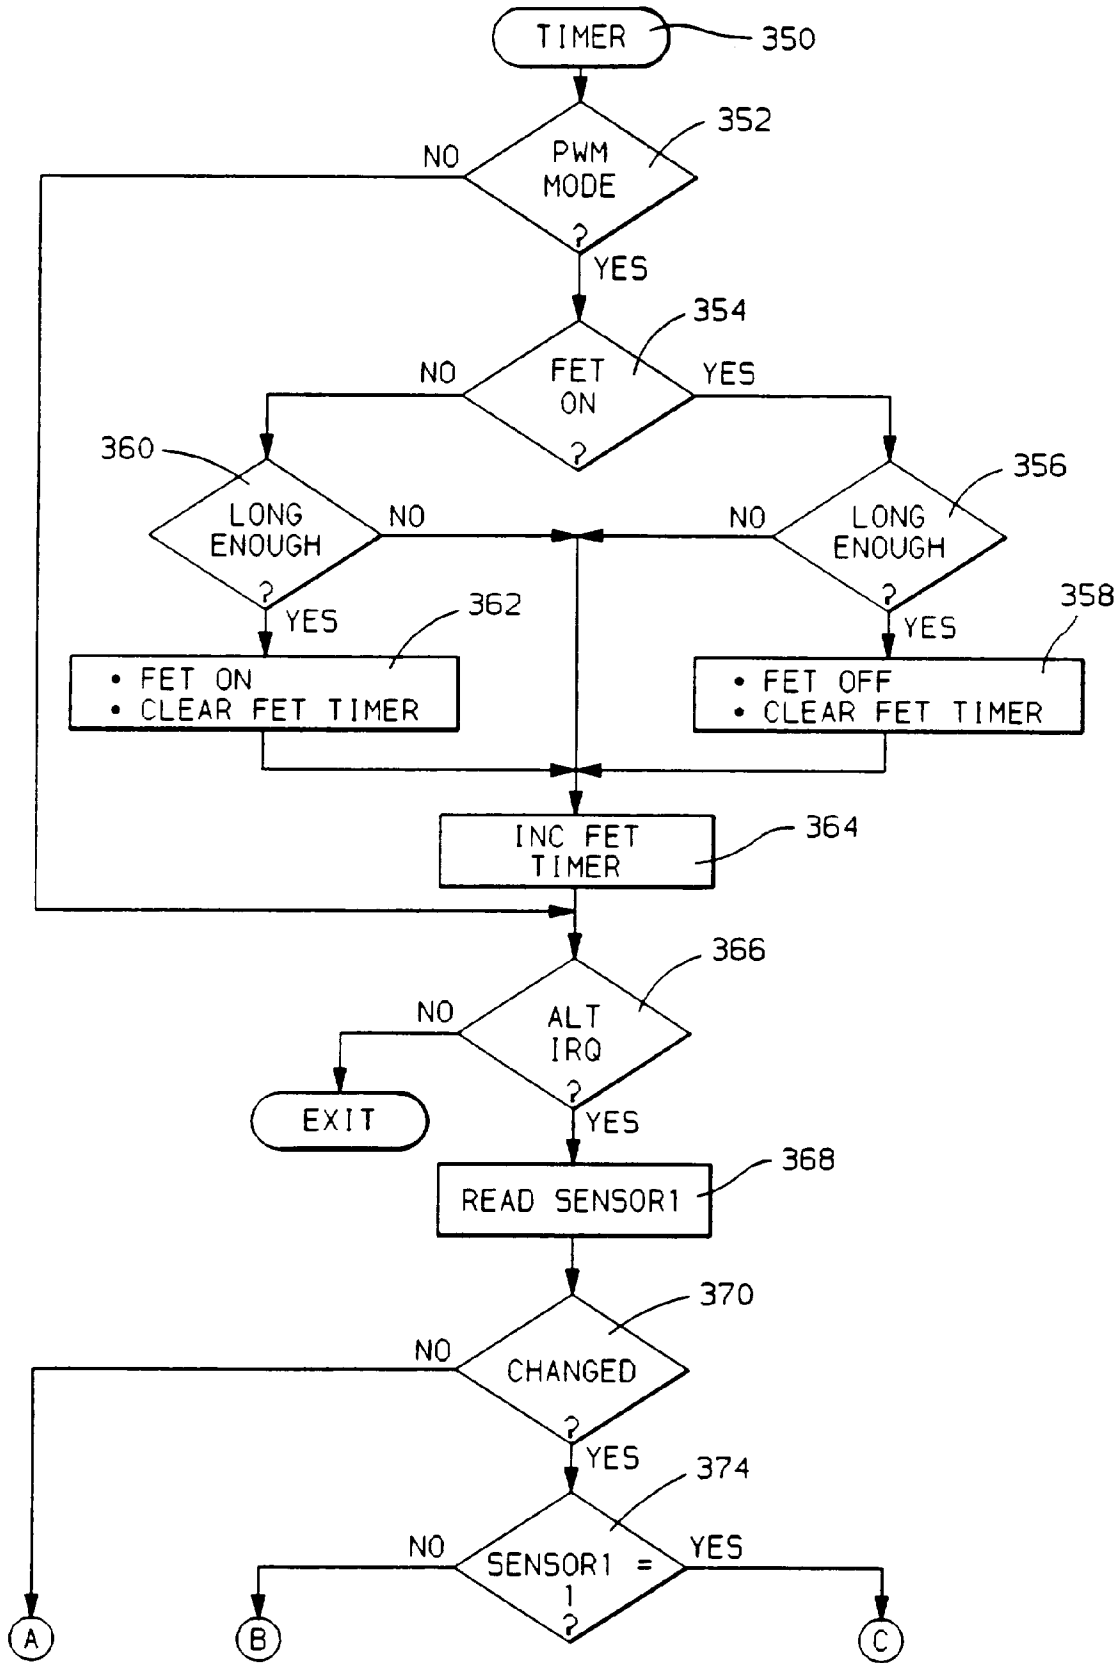 TIMER
350
352
NO
PWM
MODE
?
YES
354
NO
FET
ON
?
YES
360
LONG
ENOUGH
?
NO
YES
356
NO
LONG
ENOUGH
?
YES
362
• FET ON
• CLEAR FET TIMER
358
• FET OFF
• CLEAR FET TIMER
INC FET
TIMER
364
366
NO
ALT
IRQ
?
EXIT
YES
368
READ SENSOR1
370
NO
CHANGED
?
YES
374
NO
SENSOR1 =
1
?
YES
A
B
C